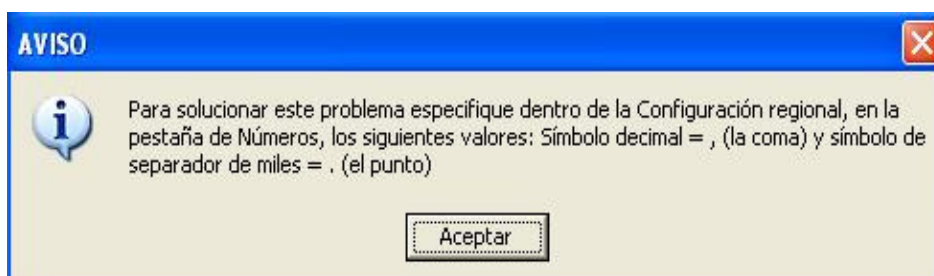 AVISO
Para solucionar este problema especifique dentro de la Configuración regional, en la
pestaña de Números, los siguientes valores: Símbolo decimal = , (la coma) y símbolo de
separador de miles = . (el punto)
Aceptar